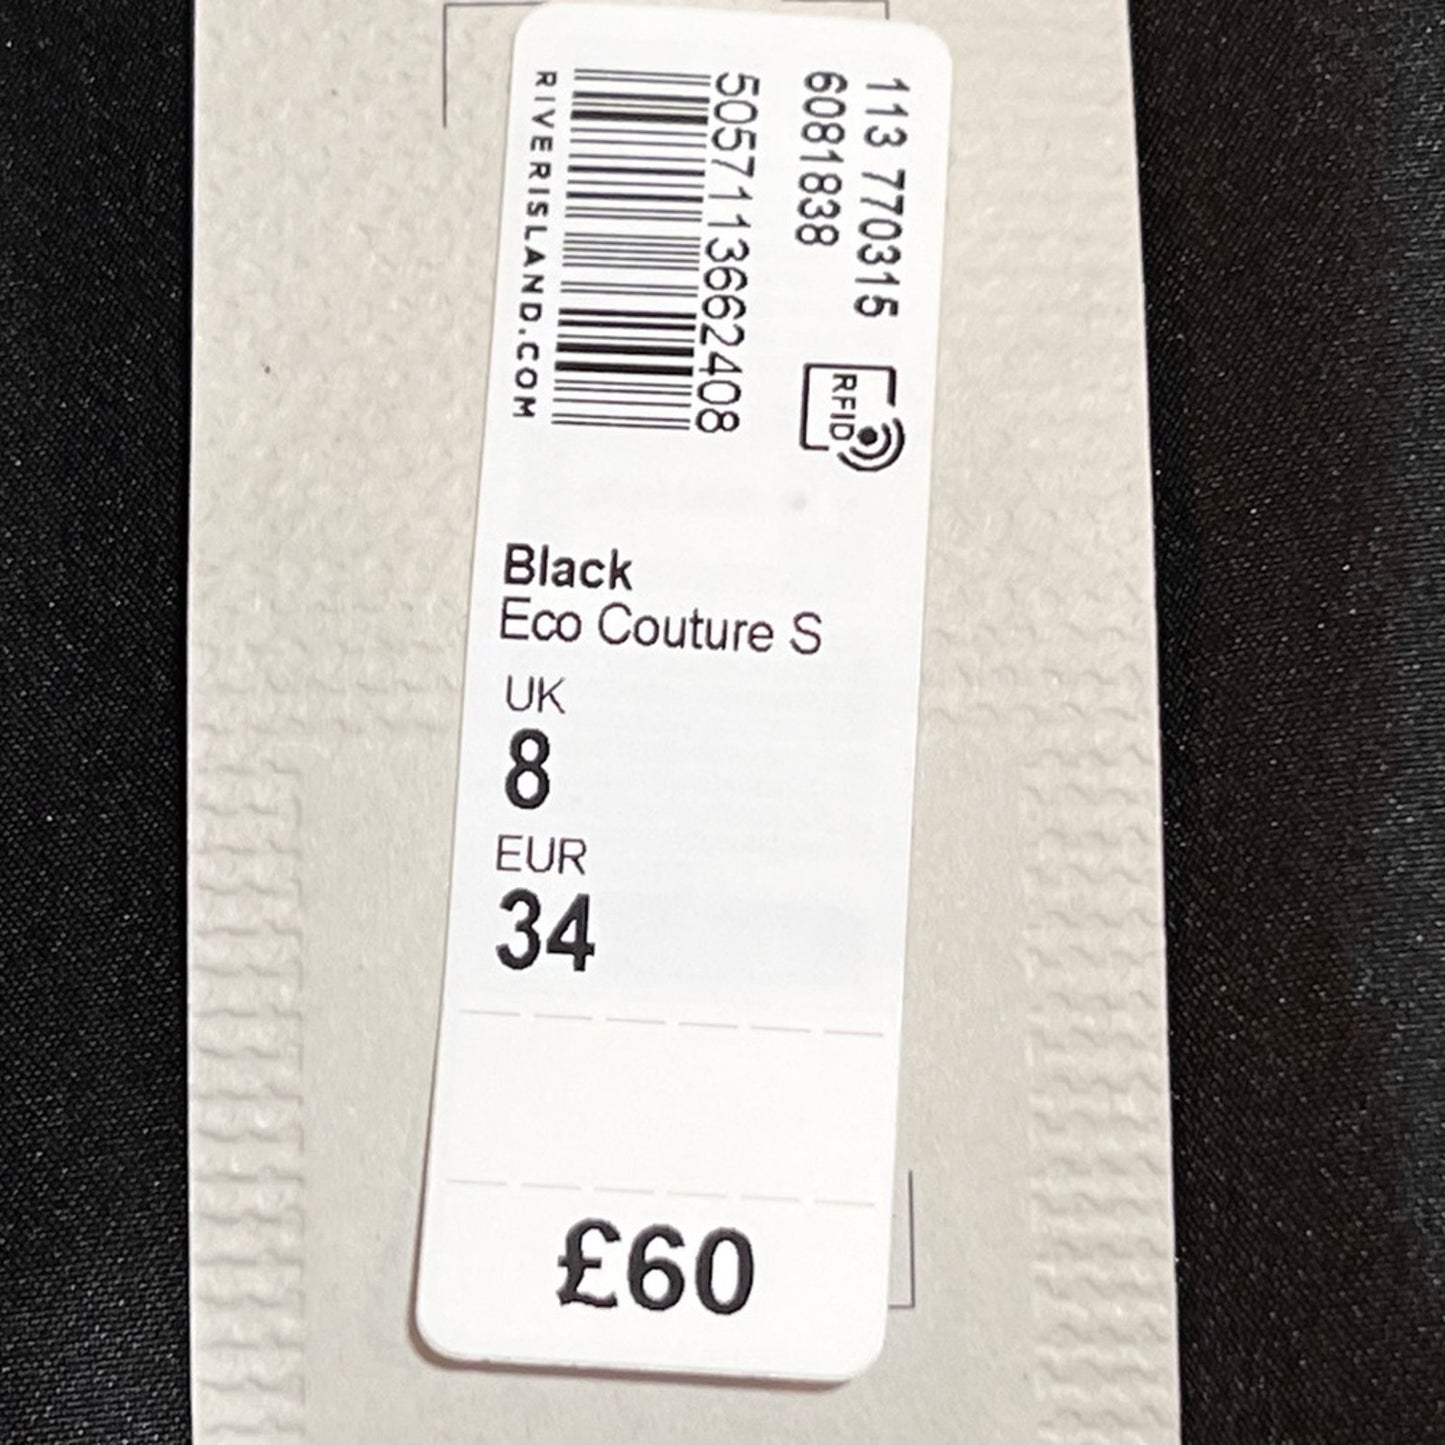 113 770315
6081838
RFID
5057113662408
RIVERISLAND.COM
Black
Eco Couture S
UK
8
EUR
34
£60